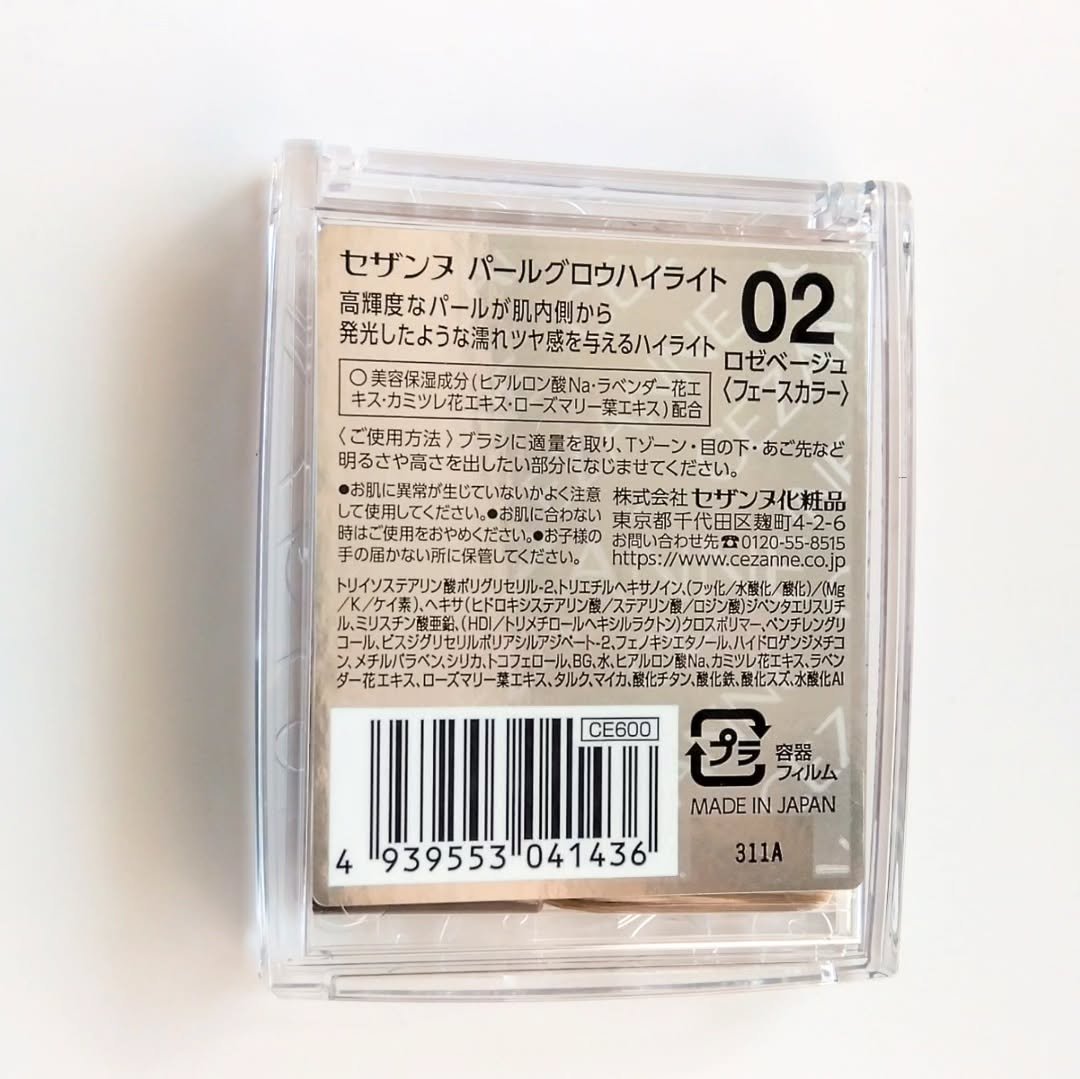 セザンヌ パールグロウハイライト
02
高輝度なパールが肌内側から
発光したような濡れツヤ感を与えるハイライト
ロゼベージュ
〈フェースカラー〉
○美容保湿成分(ヒアルロン酸Na・ラベンダー花エ
キス・カミツレ花エキス・ローズマリー葉エキス)配合
〈ご使用方法〉ブラシに適量を取り、Tゾーン・目の下・あご先など
明るさや高さを出したい部分になじませてください。
●お肌に異常が生じていないかよく注意
して使用してください。●お肌に合わない
時はご使用をおやめください。●お子様の
手の届かない所に保管してください。
株式会社 セザンヌ化粧品
東京都千代田区麹町4-2-6
お問い合わせ先☎0120-55-8515
https://www.cezanne.co.jp
トリイソステアリン酸ポリグリセリル-2、トリエチルヘキサノイン、(フッ化/水酸化/酸化)/(Mg
/K/ケイ素)、ヘキサ(ヒドロキシステアリン酸/ステアリン酸/ロジン酸)ジペンタエリスリチ
ル、ミリスチン酸亜鉛、(HDI/トリメチロールヘキシルラクトン)クロスポリマー、ペンチレングリ
コール、ビスジグリセリルポリアシルアジペート-2、フェノキシエタノール、ハイドロゲンジメチコ
ン、メチルパラベン、シリカ、トコフェロール、BG、水、ヒアルロン酸Na、カミツレ花エキス、ラベン
ダー花エキス、ローズマリー葉エキス、タルク、マイカ、酸化チタン、酸化鉄、酸化スズ、水酸化Al
CE600
4 939553 041436
プラ
容器
フィルム
MADE IN JAPAN
311A